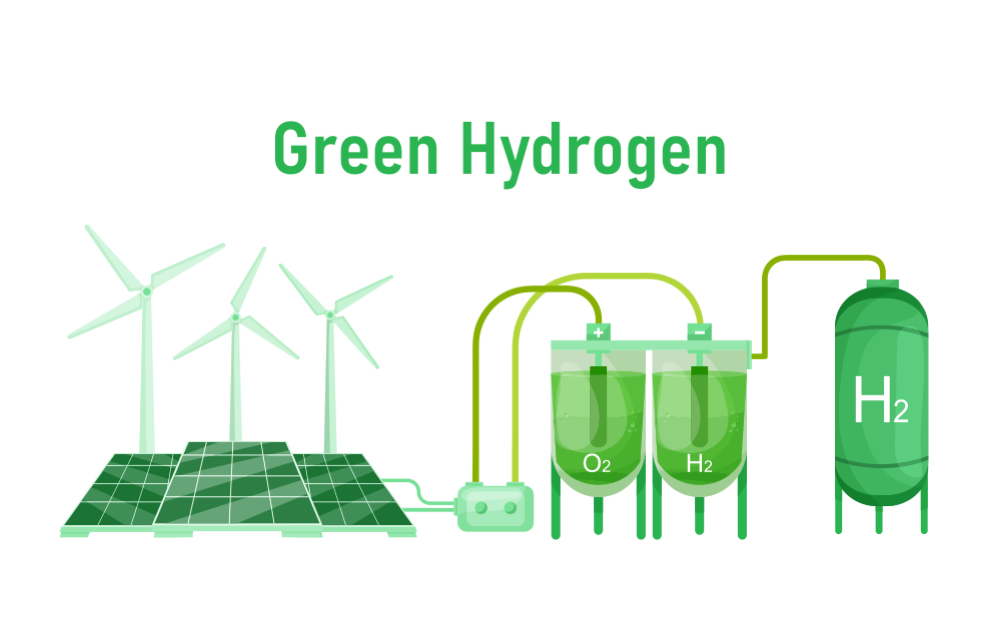 Green Hydrogen
+ −
O₂ H₂
H₂